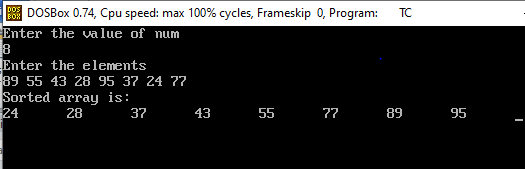 DOS BOX DOSBox 0.74, Cpu speed: max 100% cycles, Frameskip 0, Program: TC
Enter the value of num
8
Enter the elements
89 55 43 28 95 37 24 77
Sorted array is:
24 28 37 43 55 77 89 95 _